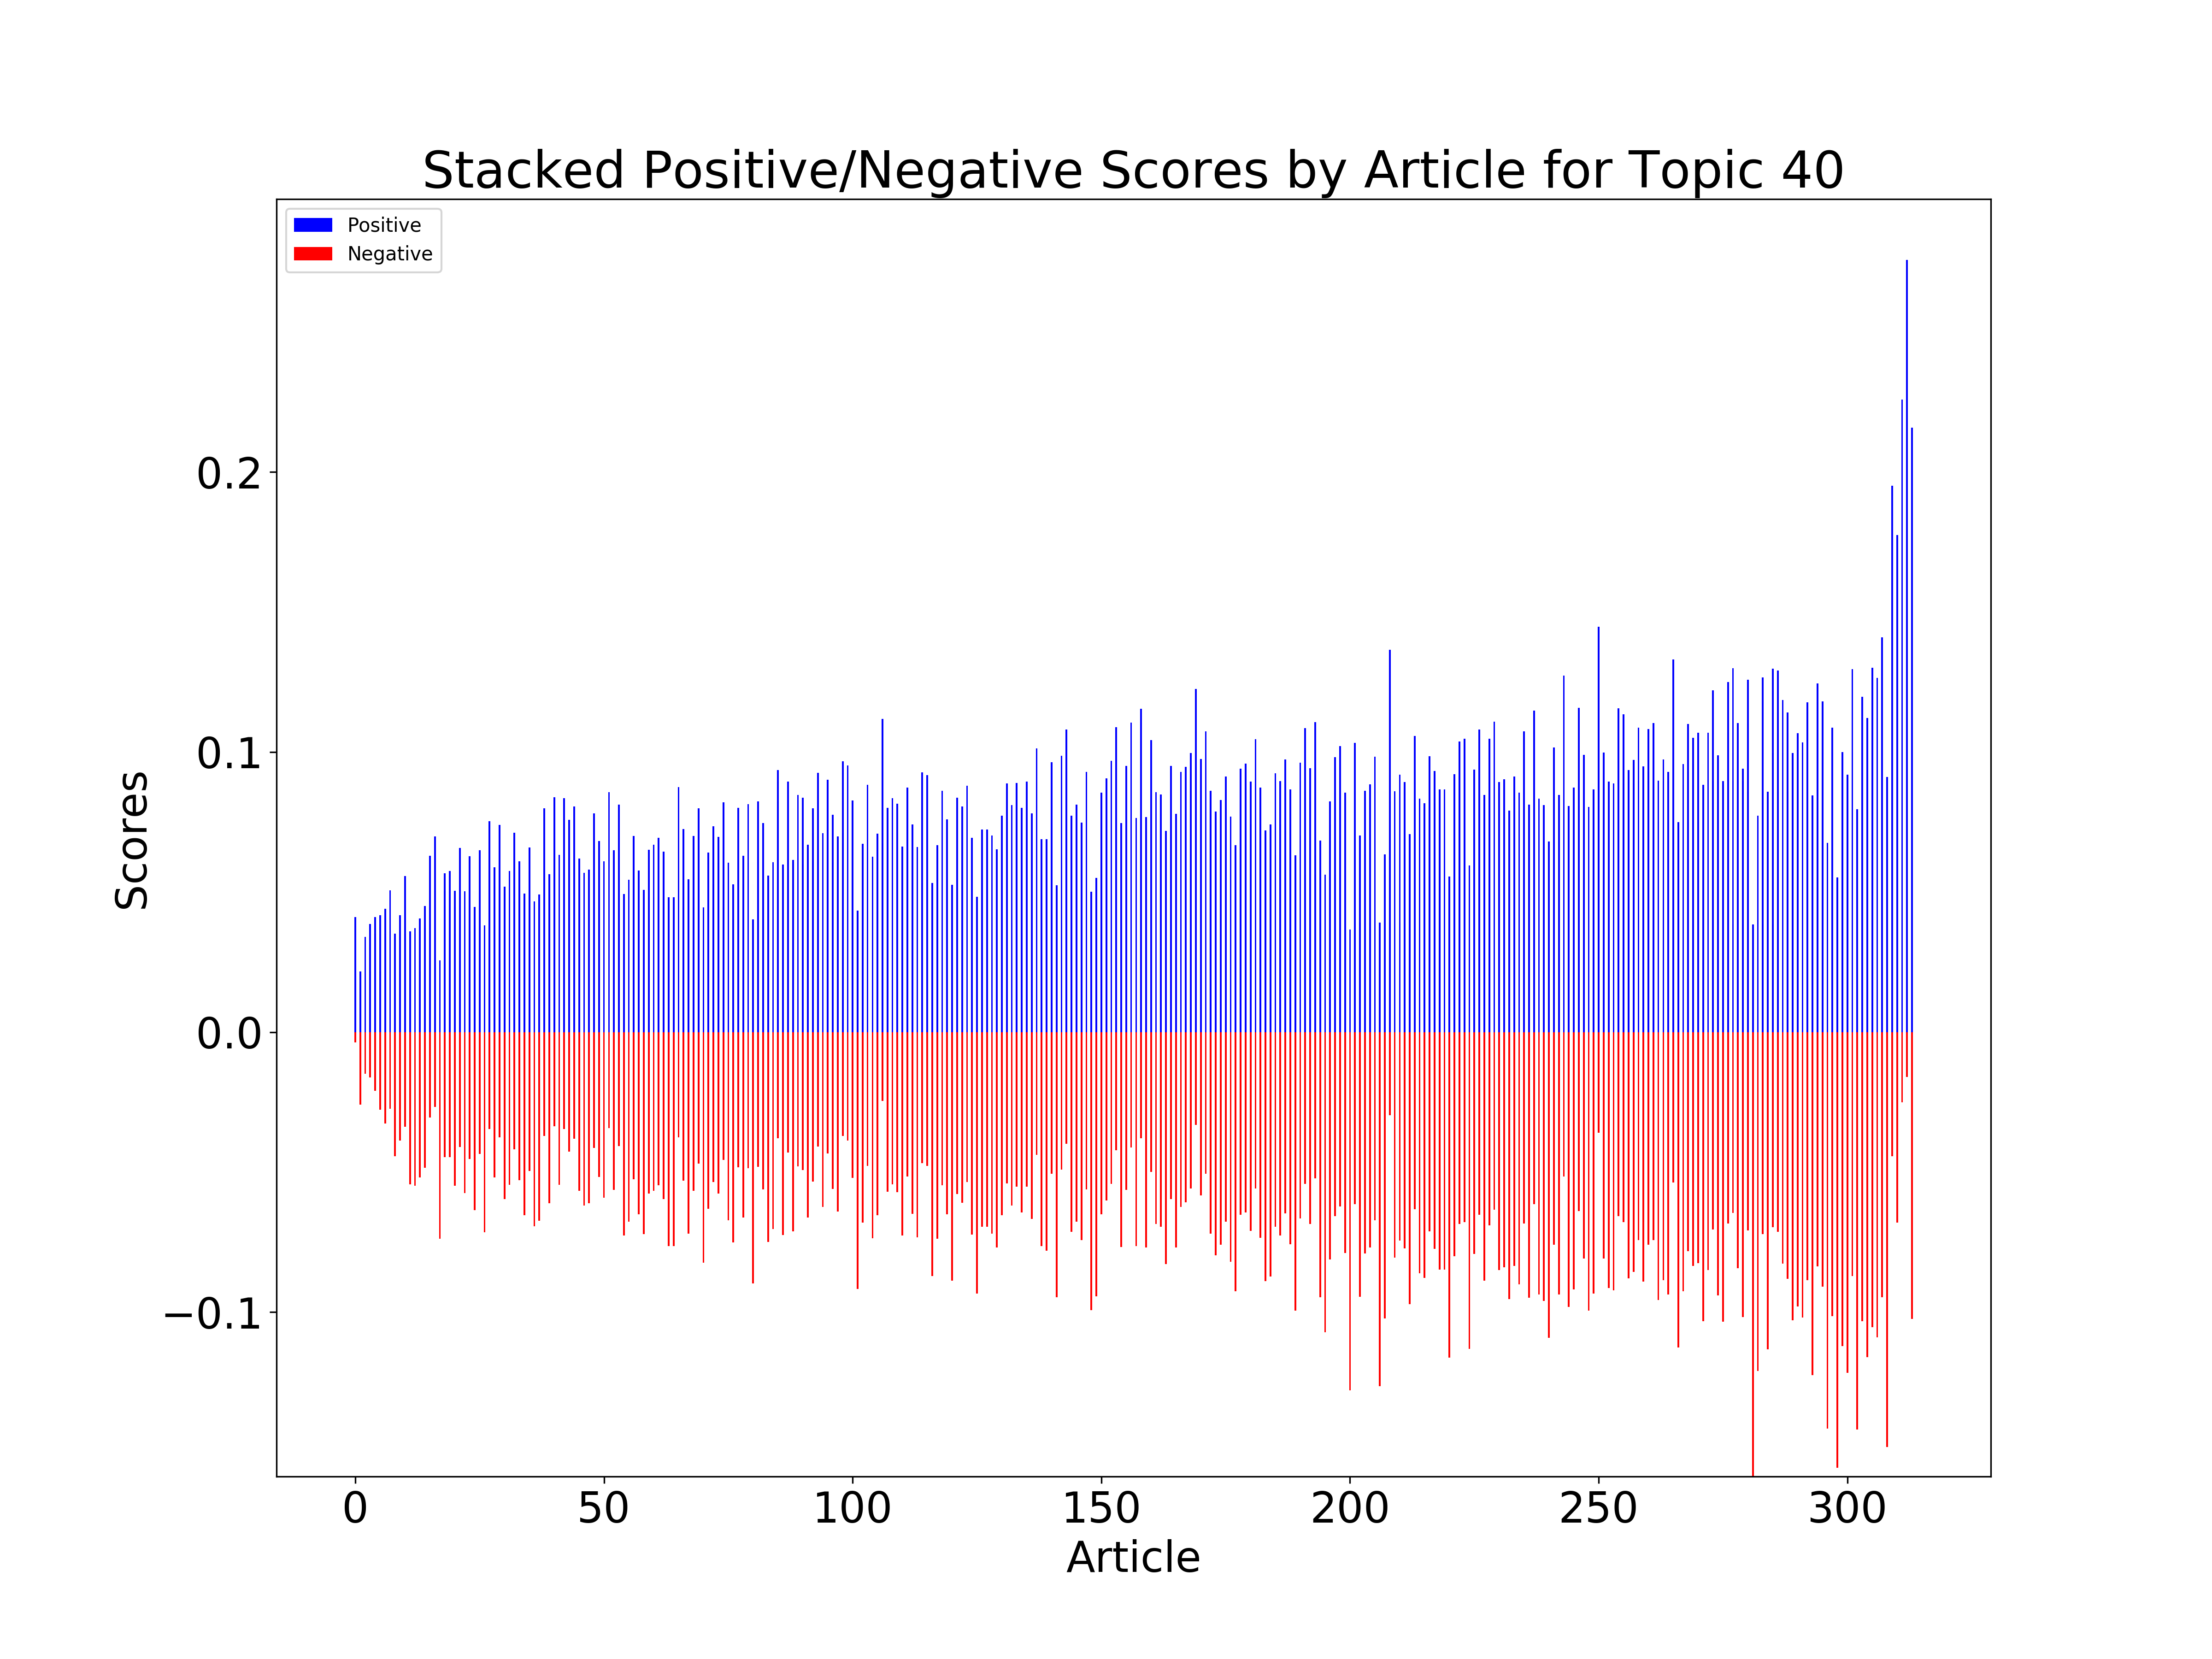 Stacked Positive/Negative Scores by Article for Topic 40
Positive
Negative
0.2
0.1
0.0
−0.1
Scores
0 50 100 150 200 250 300
Article